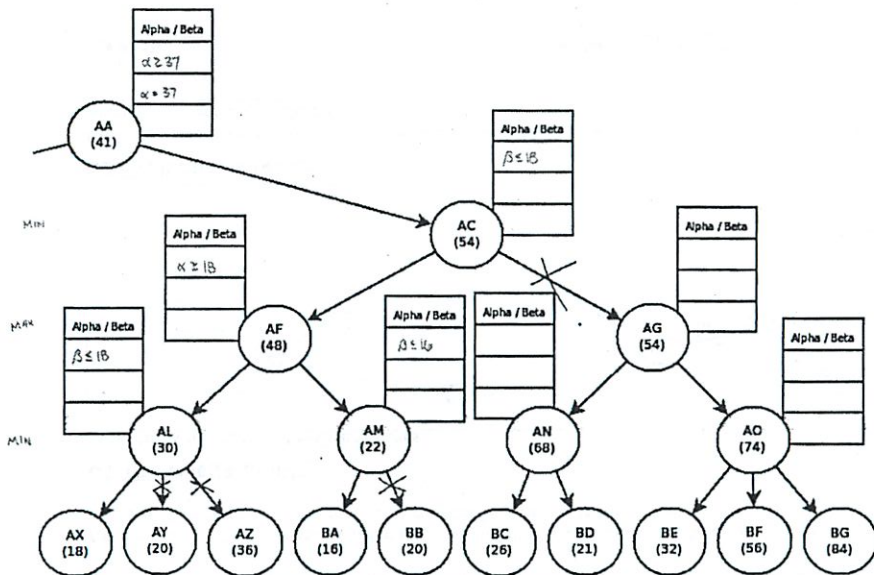 Alpha / Beta
α ≥ 37
α = 37
AA
(41)
Alpha / Beta
β ≤ 18
AC
(54)
MIN
Alpha / Beta
α ≥ 18
Alpha / Beta
MAX
AF
(48)
AG
(54)
Alpha / Beta
β ≤ 18
Alpha / Beta
β ≤ 16
Alpha / Beta
Alpha / Beta
MIN
AL
(30)
AM
(22)
AN
(68)
AO
(74)
AX
(18)
AY
(20)
AZ
(36)
BA
(16)
BB
(20)
BC
(26)
BD
(21)
BE
(32)
BF
(56)
BG
(84)